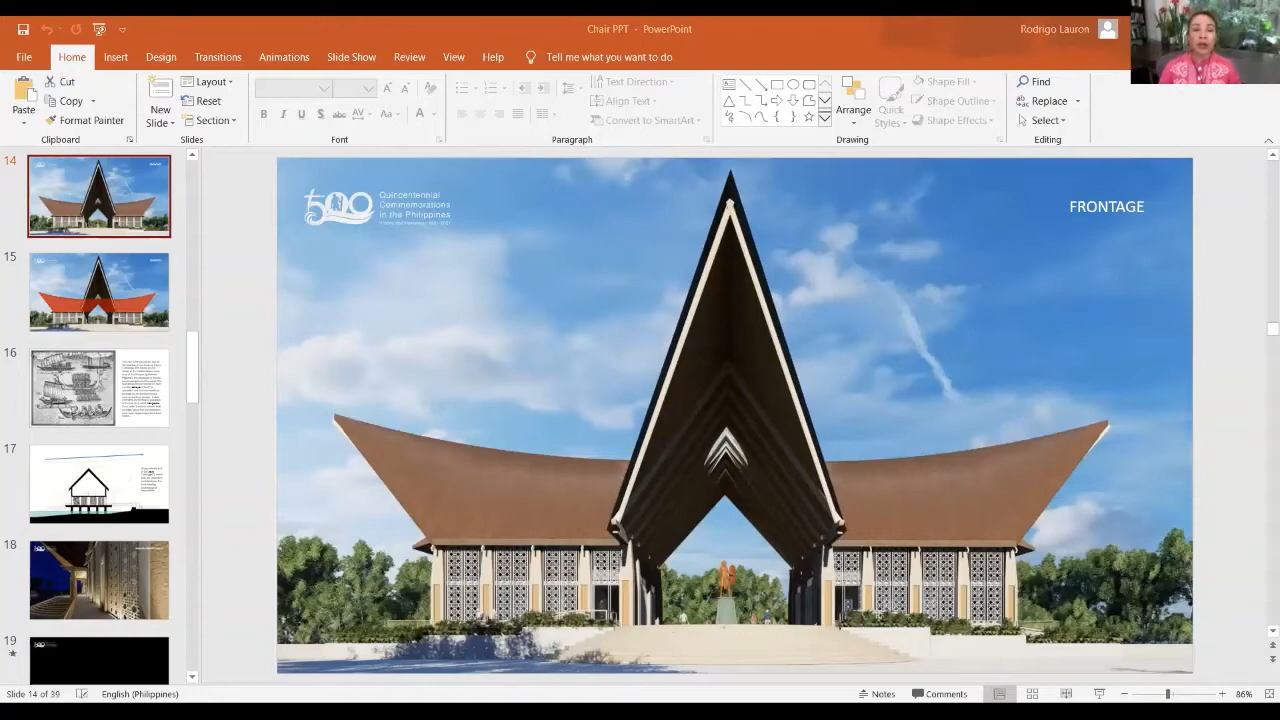 Chair PPT - PowerPoint
Rodrigo Lauron
File
Home
Insert
Design
Transitions
Animations
Slide Show
Review
View
Help
Tell me what you want to do
Paste
Cut
Copy
Format Painter
Clipboard
New
Slide
Layout
Reset
Section
Slides
B
I
U
S
abc
AV
Aa
A
Font
Text Direction
Align Text
Convert to SmartArt
Paragraph
Arrange
Quick
Styles
Shape Fill
Shape Outline
Shape Effects
Drawing
Find
Replace
Select
Editing
14
15
16
17
18
19
500
Quincentennial
Commemorations
in the Philippines
FRONTAGE
Slide 14 of 39
English (Philippines)
Notes
Comments
86%